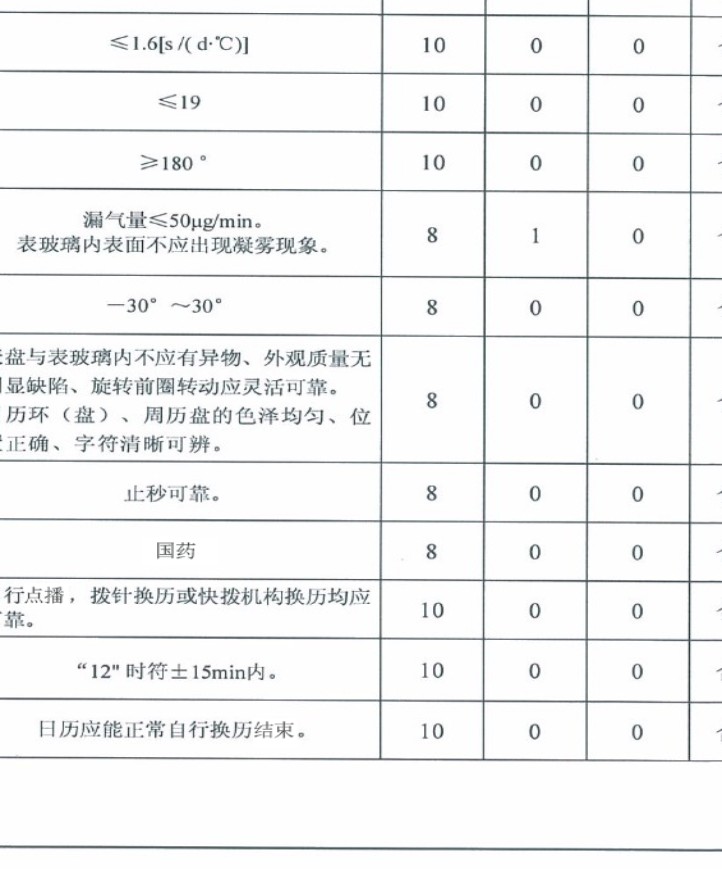 ≤1.6[s /( d·℃)] 10 0 0
≤19 10 0 0
≥180 ° 10 0 0
漏气量≤50μg/min。
表玻璃内表面不应出现凝雾现象。 8 1 0
－30° ～30° 8 0 0
盘与表玻璃内不应有异物、外观质量无
显缺陷、旋转前圈转动应灵活可靠。
历环（盘）、周历盘的色泽均匀、位
正确、字符清晰可辨。 8 0 0
止秒可靠。 8 0 0
国药 8 0 0
行点播，拨针换历或快拨机构换历均应
靠。 10 0 0
“12" 时符±15min内。 10 0 0
日历应能正常自行换历结束。 10 0 0